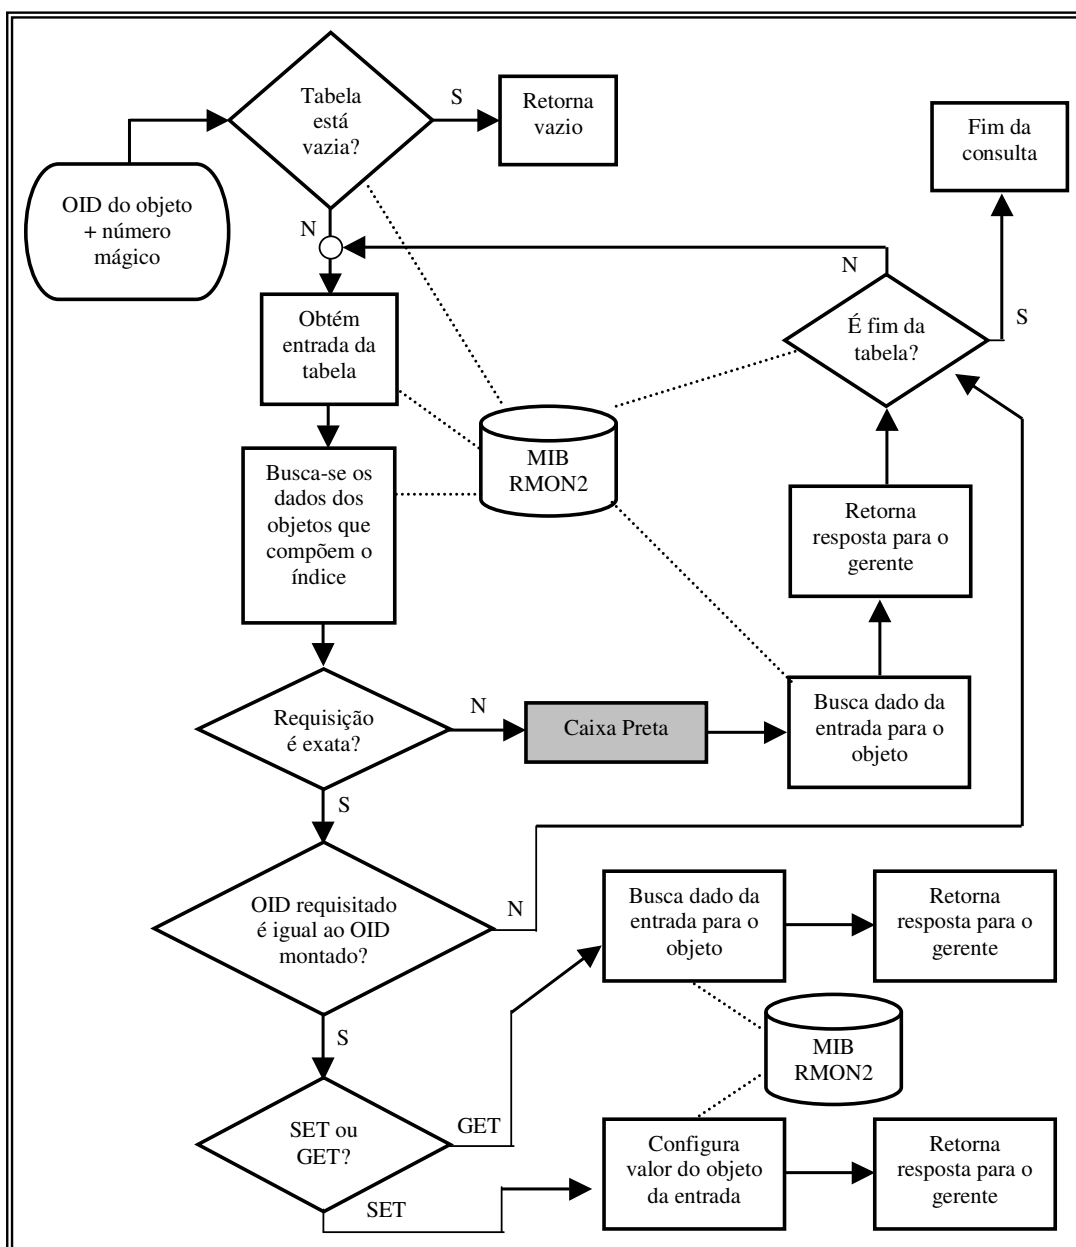 Tabela
está
vazia?
S
Retorna
vazio
Fim da
consulta
OID do objeto
+ número
mágico
N
N
Obtém
entrada da
tabela
É fim da
tabela?
S
MIB
RMON2
Busca-se os
dados dos
objetos que
compõem o
índice
Retorna
resposta para o
gerente
Requisição
é exata?
N
Caixa Preta
Busca dado da
entrada para o
objeto
S
OID requisitado
é igual ao OID
montado?
N
Busca dado da
entrada para o
objeto
Retorna
resposta para o
gerente
S
MIB
RMON2
SET ou
GET?
GET
SET
Configura
valor do objeto
da entrada
Retorna
resposta para o
gerente